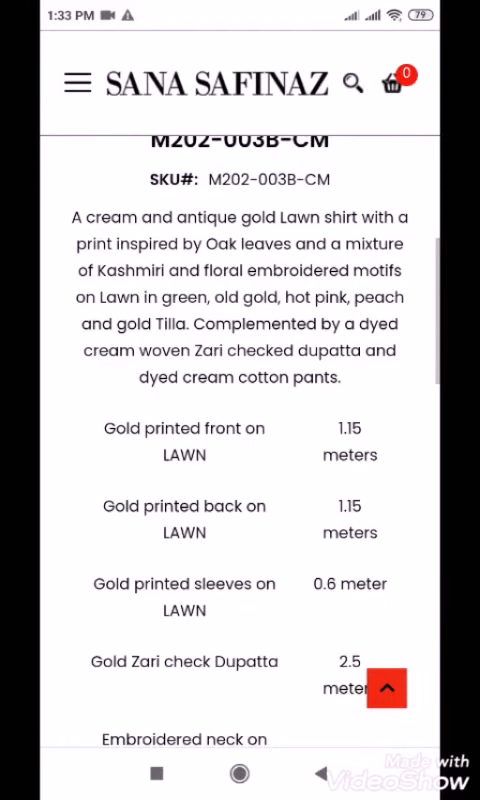 1:33 PM
79
SANA SAFINAZ
0
M202-003B-CM
SKU#: M202-003B-CM
A cream and antique gold Lawn shirt with a
print inspired by Oak leaves and a mixture
of Kashmiri and floral embroidered motifs
on Lawn in green, old gold, hot pink, peach
and gold Tilla. Complemented by a dyed
cream woven Zari checked dupatta and
dyed cream cotton pants.
Gold printed front on
LAWN
1.15
meters
Gold printed back on
LAWN
1.15
meters
Gold printed sleeves on
LAWN
0.6 meter
Gold Zari check Dupatta
2.5
meter
Embroidered neck on
Made with
VideoShow